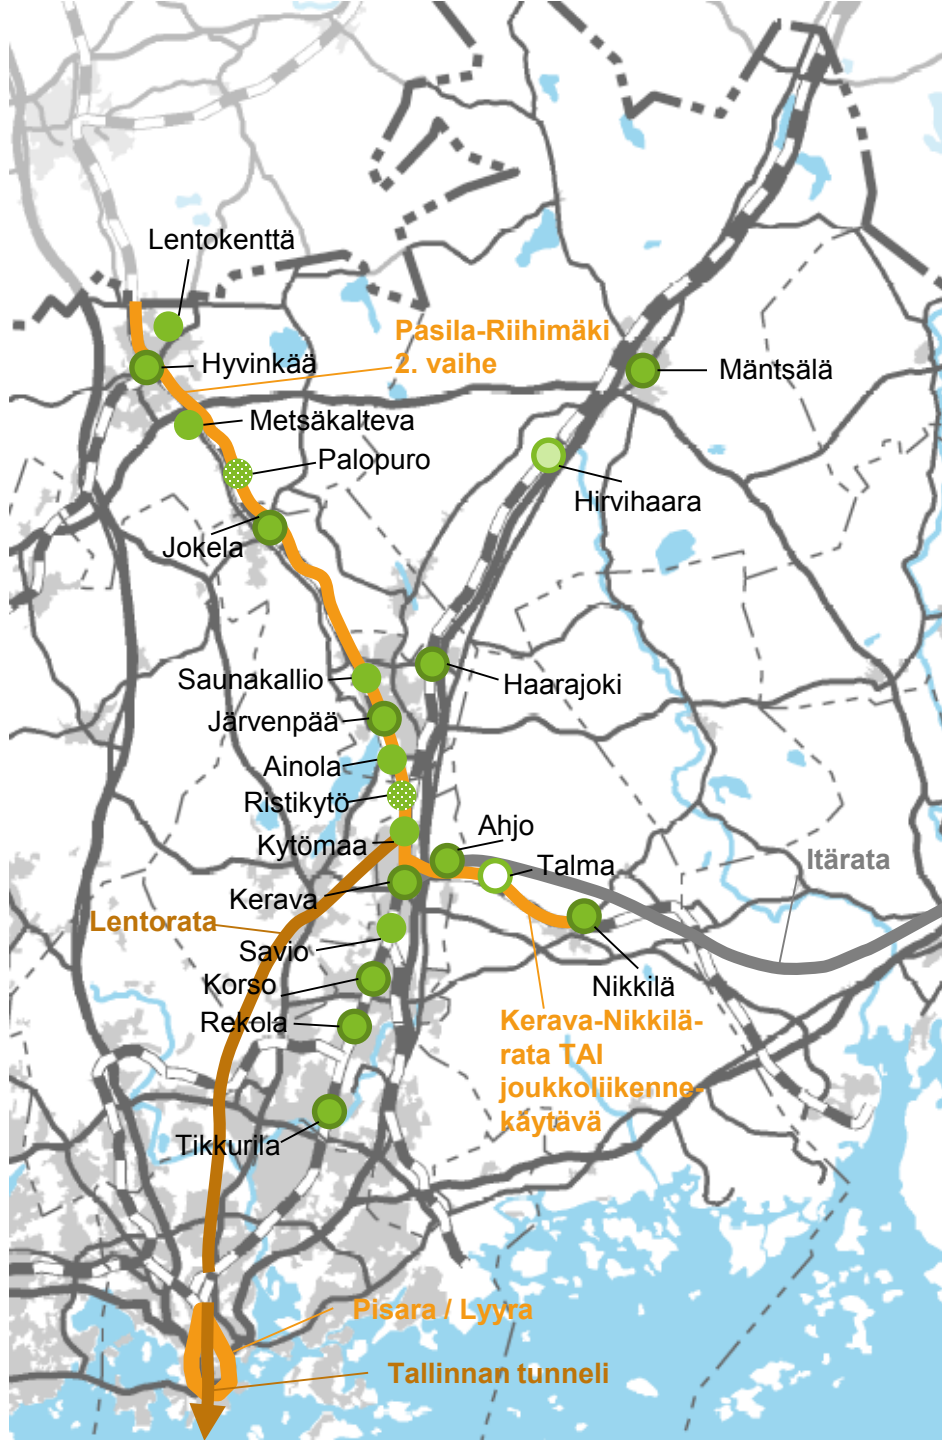 Lentokenttä
Pasila-Riihimäki
2. vaihe
Hyvinkää
Mäntsälä
Metsäkalteva
Palopuro
Hirvihaara
Jokela
Saunakallio
Haarajoki
Järvenpää
Ainola
Ristikytö
Kytömaa
Ahjo
Talma
Itärata
Kerava
Lentorata
Savio
Korso
Nikkilä
Rekola
Kerava-Nikkilä-
rata TAI
joukkoliikenne-
käytävä
Tikkurila
Pisara / Lyyra
Tallinnan tunneli